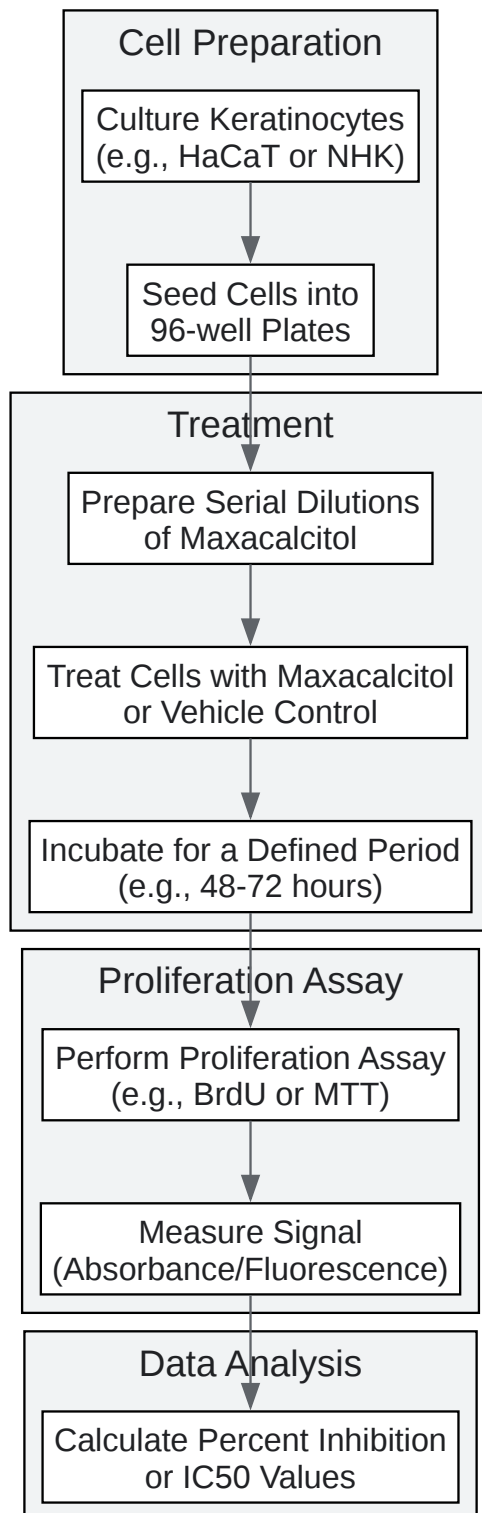 Cell Preparation
Culture Keratinocytes
(e.g., HaCaT or NHK)
Seed Cells into
96-well Plates
Treatment
Prepare Serial Dilutions
of Maxacalcitol
Treat Cells with Maxacalcitol
or Vehicle Control
Incubate for a Defined Period
(e.g., 48-72 hours)
Proliferation Assay
Perform Proliferation Assay
(e.g., BrdU or MTT)
Measure Signal
(Absorbance/Fluorescence)
Data Analysis
Calculate Percent Inhibition
or IC50 Values